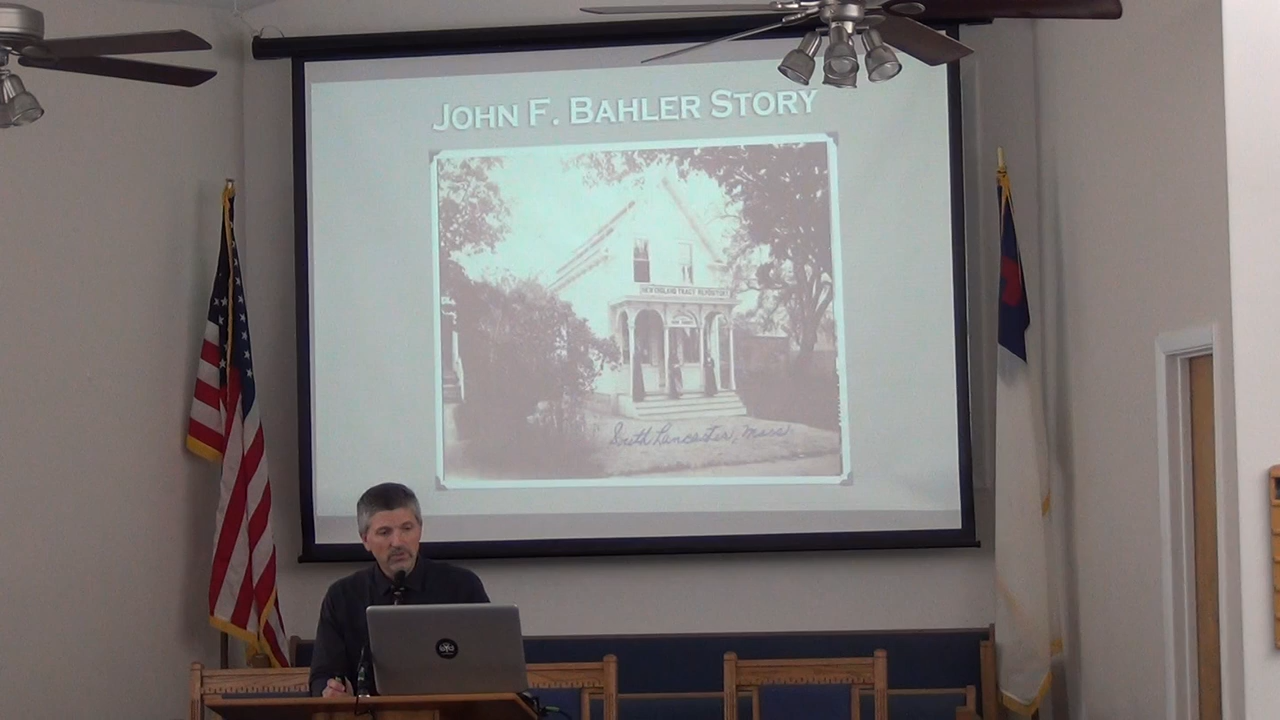 JOHN F. BAHLER STORY
NEW ENGLAND TRACT REPOSITORY
South Lancaster, Mass.